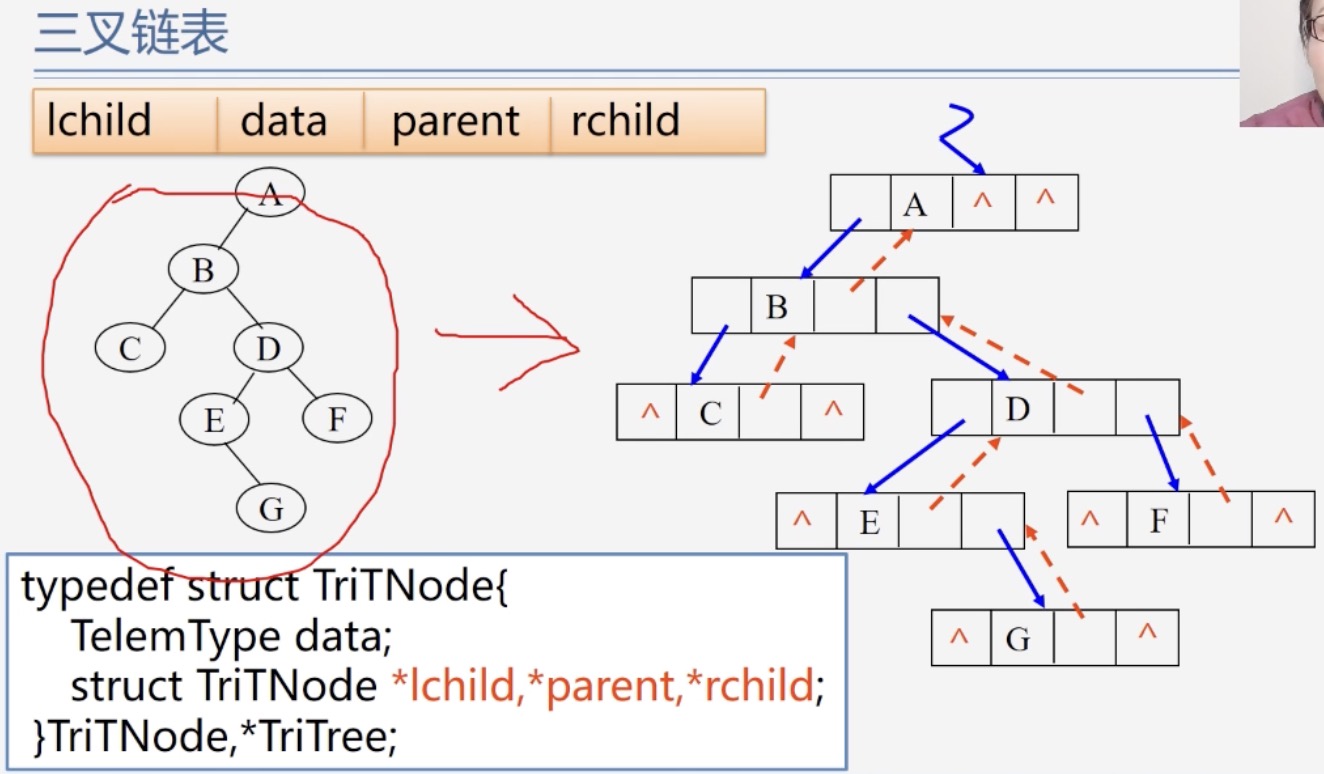 三叉链表
lchild data parent rchild
A
B
C D
E F
G
A ^ ^
B
^ C ^
D
^ E
^ F ^
^ G ^
typedef struct TriTNode{
TelemType data;
struct TriTNode *lchild,*parent,*rchild;
}TriTNode,*TriTree;